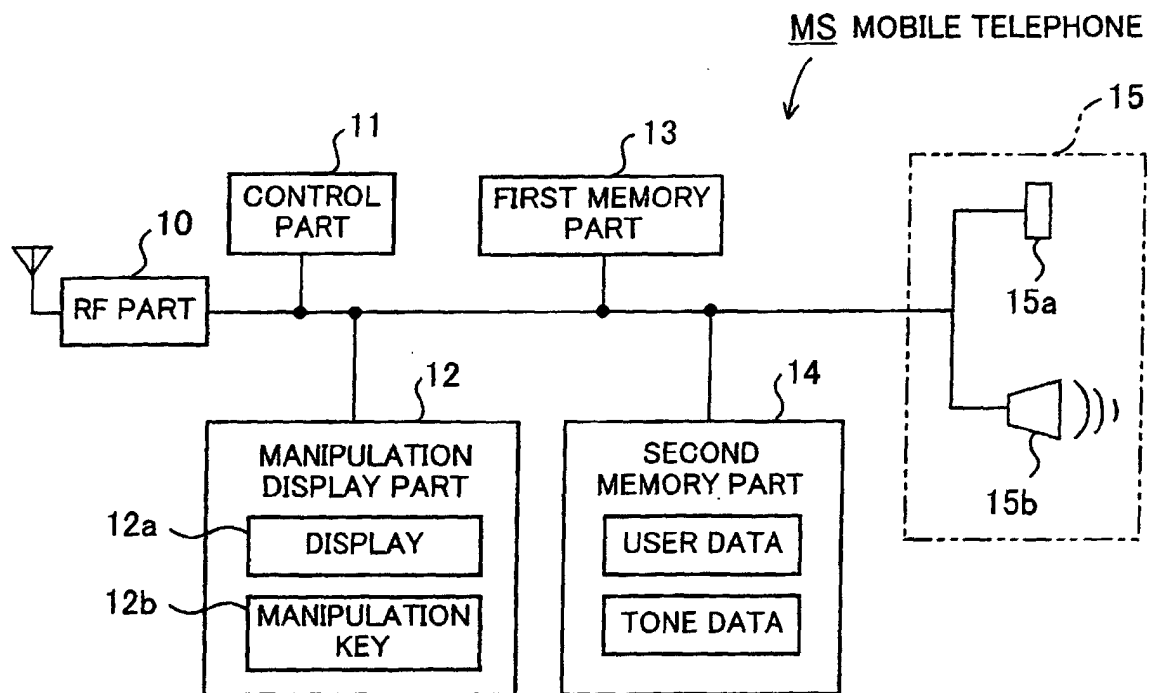 MS MOBILE TELEPHONE
15
11
13
CONTROL
PART
FIRST MEMORY
PART
10
RF PART
15a
12
14
MANIPULATION
DISPLAY PART
SECOND
MEMORY PART
15b
12a
DISPLAY
USER DATA
12b
MANIPULATION
KEY
TONE DATA